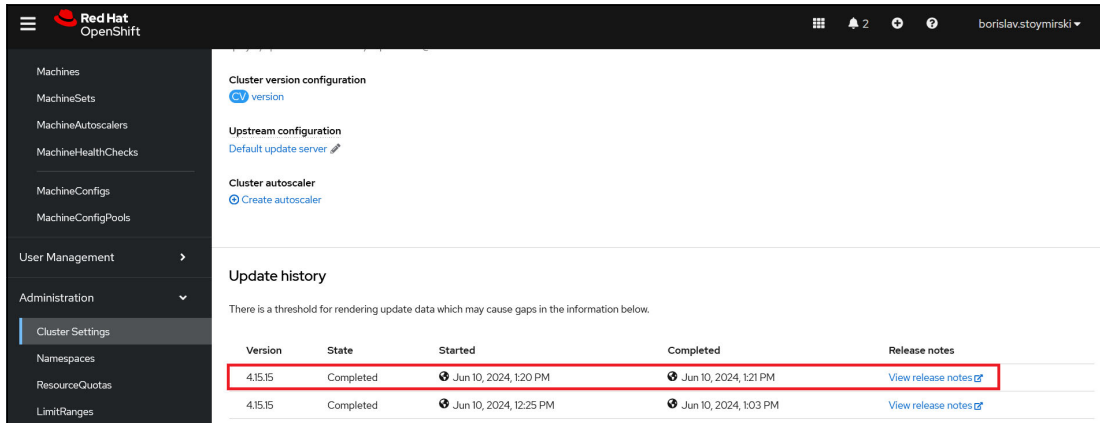 Red Hat
OpenShift
2
borislav.stoymirski
Machines
MachineSets
MachineAutoscalers
MachineHealthChecks
MachineConfigs
MachineConfigPools
User Management
Administration
Cluster Settings
Namespaces
ResourceQuotas
LimitRanges
Cluster version configuration
CV version
Upstream configuration
Default update server
Cluster autoscaler
Create autoscaler
Update history
There is a threshold for rendering update data which may cause gaps in the information below.
Version State Started Completed Release notes
4.15.15 Completed Jun 10, 2024, 1:20 PM Jun 10, 2024, 1:21 PM View release notes
4.15.15 Completed Jun 10, 2024, 12:25 PM Jun 10, 2024, 1:03 PM View release notes